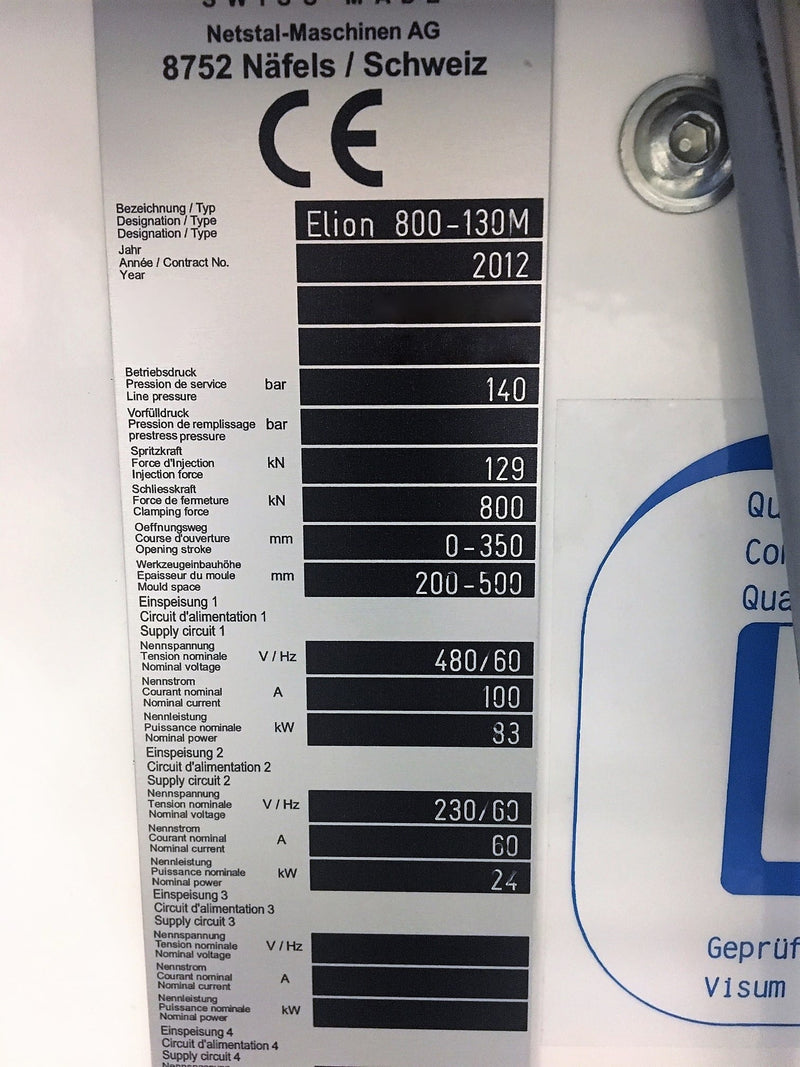 SWISS MADE
Netstal-Maschinen AG
8752 Näfels / Schweiz
CE
Bezeichnung / Typ
Designation / Type
Designation / Type
Elion 800-130M
Jahr
Année / Contract No.
Year
2012
Betriebsdruck
Pression de service
Line pressure
bar
140
Vorfülldruck
Pression de remplissage
prestress pressure
bar
Spritzkraft
Force d'Injection
Injection force
kN
129
Schliesskraft
Force de fermeture
Clamping force
kN
800
Oeffnungsweg
Course d'ouverture
Opening stroke
mm
0-350
Werkzeugeinbauhöhe
Epaisseur du moule
Mould space
mm
200-500
Einspeisung 1
Circuit d'alimentation 1
Supply circuit 1
Nennspannung
Tension nominale
Nominal voltage
V / Hz
480/60
Nennstrom
Courant nominal
Nominal current
A
100
Nennleistung
Puissance nominale
Nominal power
kW
83
Einspeisung 2
Circuit d'alimentation 2
Supply circuit 2
Nennspannung
Tension nominale
Nominal voltage
V / Hz
230/60
Nennstrom
Courant nominal
Nominal current
A
60
Nennleistung
Puissance nominale
Nominal power
kW
24
Einspeisung 3
Circuit d'alimentation 3
Supply circuit 3
Nennspannung
Tension nominale
Nominal voltage
V / Hz
Nennstrom
Courant nominal
Nominal current
A
Nennleistung
Puissance nominale
Nominal power
kW
Einspeisung 4
Circuit d'alimentation 4
Supply circuit 4
Qu
Co
Qua
Geprüf
Visum